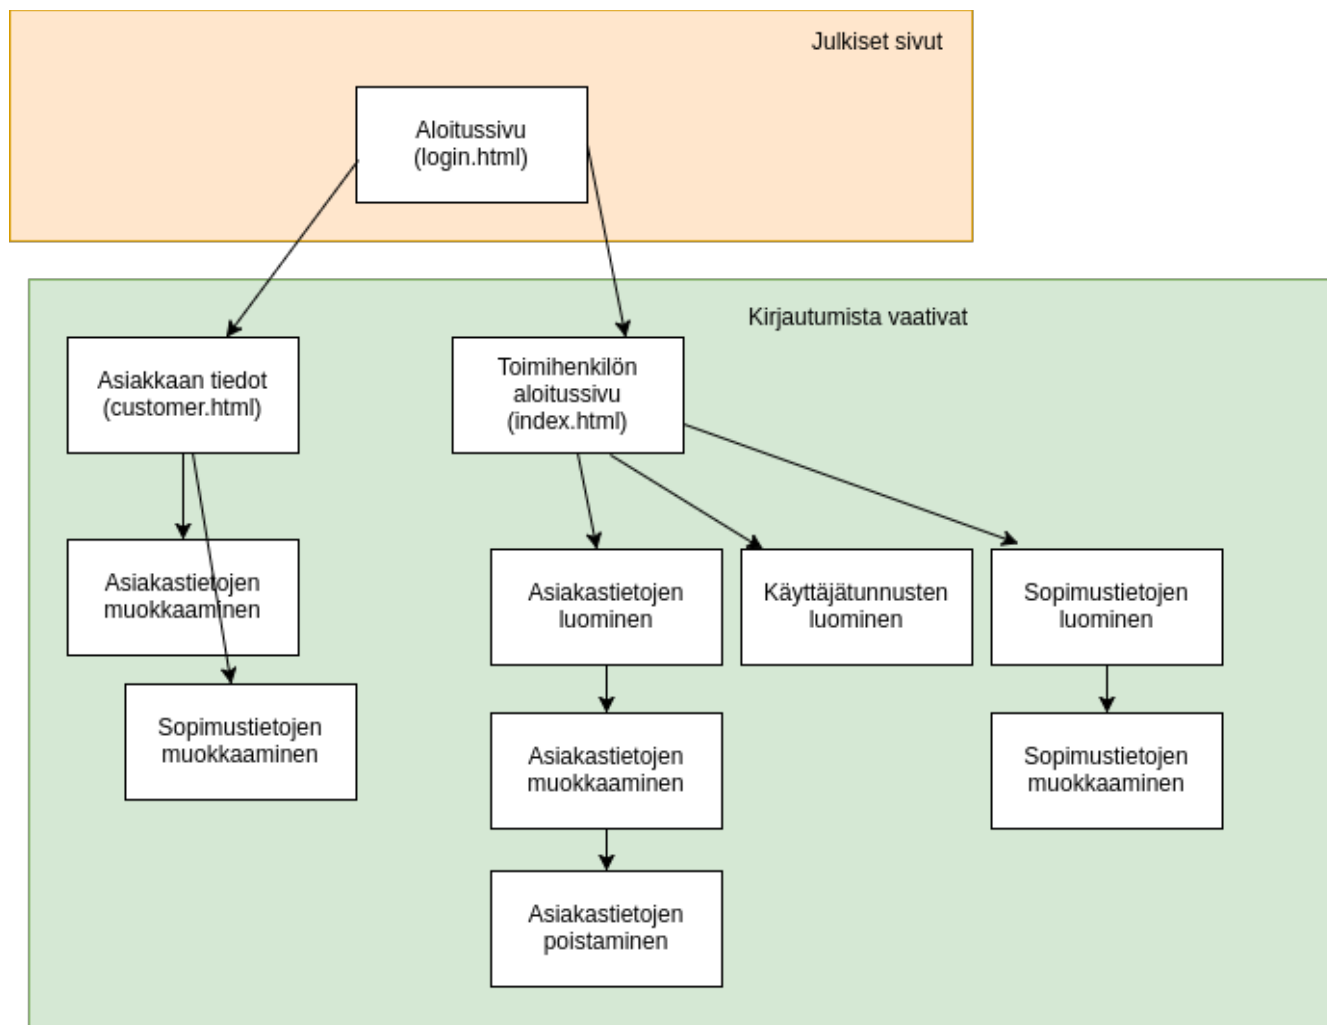 Julkiset sivut
Aloitussivu
(login.html)
Kirjautumista vaativat
Asiakkaan tiedot
(customer.html)
Toimihenkilön
aloitussivu
(index.html)
Asiakastietojen
muokkaaminen
Sopimustietojen
muokkaaminen
Asiakastietojen
luominen
Käyttäjätunnusten
luominen
Sopimustietojen
luominen
Asiakastietojen
muokkaaminen
Sopimustietojen
muokkaaminen
Asiakastietojen
poistaminen